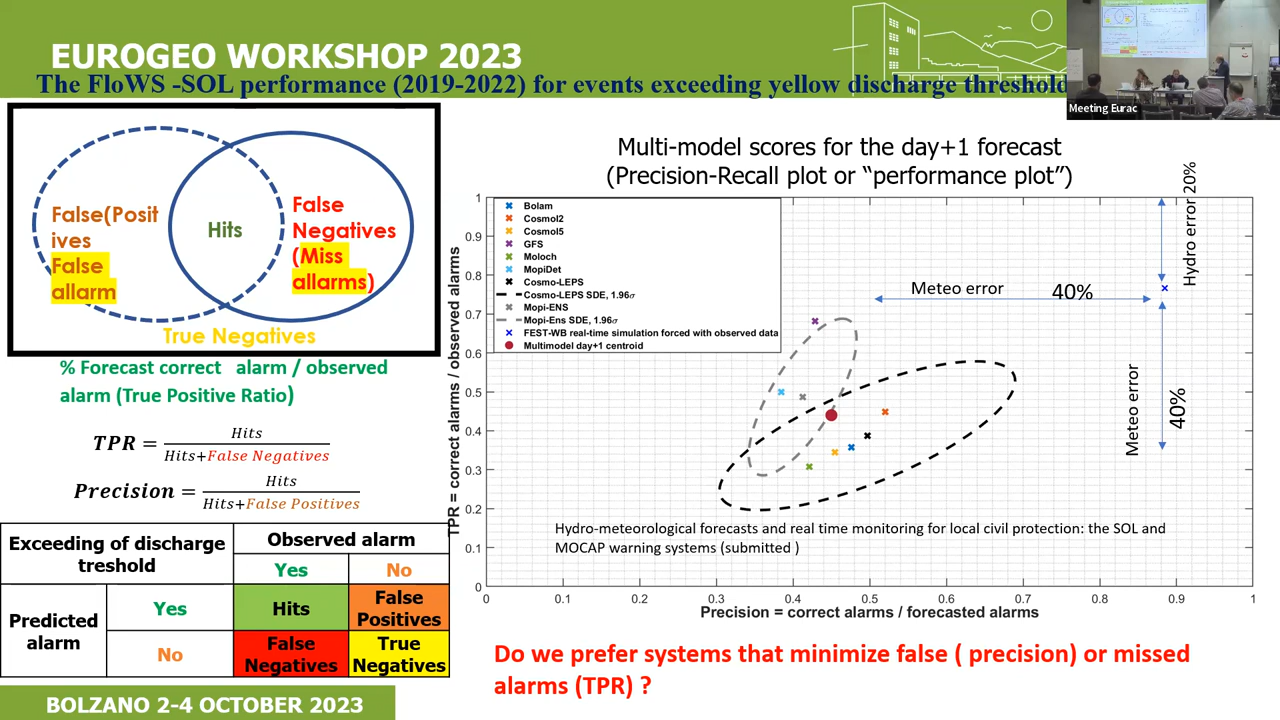 EUROGEO WORKSHOP 2023
The FloWS -SOL performance (2019-2022) for events exceeding yellow discharge threshold
Meeting Eurac
False(Posit
ives
False
allarm
Hits
False
Negatives
(Miss
allarms)
True Negatives
% Forecast correct alarm / observed
alarm (True Positive Ratio)
TPR = Hits / Hits+False Negatives
Precision = Hits / Hits+False Positives
Exceeding of discharge
treshold
Observed alarm
Yes
No
Predicted
alarm
Yes
Hits
False
Positives
No
False
Negatives
True
Negatives
BOLZANO 2-4 OCTOBER 2023
Multi-model scores for the day+1 forecast
(Precision-Recall plot or “performance plot”)
Bolam
Cosmol2
Cosmol5
GFS
Moloch
MopiDet
Cosmo-LEPS
Cosmo-LEPS SDE, 1.96σ
Mopi-ENS
Mopi-Ens SDE, 1.96σ
FEST-WB real-time simulation forced with observed data
Multimodel day+1 centroid
Meteo error 40%
Hydro error 20%
Meteo error 40%
TPR = correct alarms / observed alarms
1
0.9
0.8
0.7
0.6
0.5
0.4
0.3
0.2
0.1
0
Hydro-meteorological forecasts and real time monitoring for local civil protection: the SOL and
MOCAP warning systems (submitted )
0 0.1 0.2 0.3 0.4 0.5 0.6 0.7 0.8 0.9 1
Precision = correct alarms / forecasted alarms
Do we prefer systems that minimize false ( precision) or missed
alarms (TPR) ?